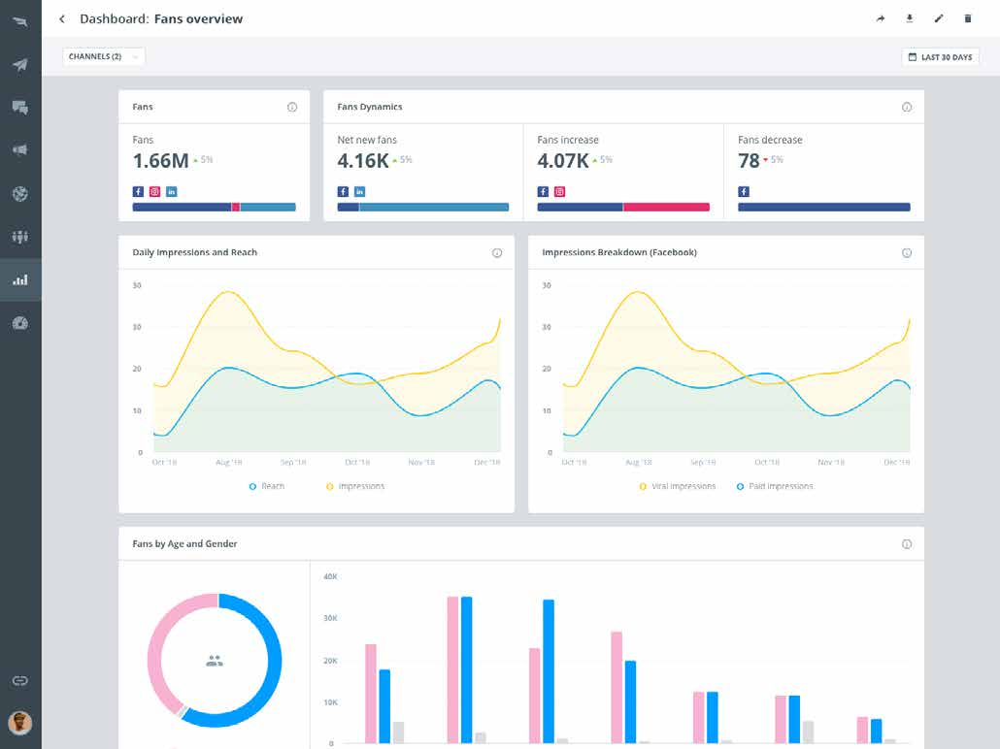 Dashboard: Fans overview
CHANNELS (2)
LAST 30 DAYS
Fans
Fans
1.66M 5%
Fans Dynamics
Net new fans
4.16K 5%
Fans increase
4.07K 5%
Fans decrease
78 5%
Daily Impressions and Reach
30
30
20
10
0
Oct '18 Aug '18 Sep '18 Oct '18 Nov '18 Dec '18
Reach Impressions
Impressions Breakdown (Facebook)
30
30
20
10
0
Oct '18 Aug '18 Sep '18 Oct '18 Nov '18 Dec '18
Viral Impressions Paid Impressions
Fans by Age and Gender
40K
30K
20K
10K
0